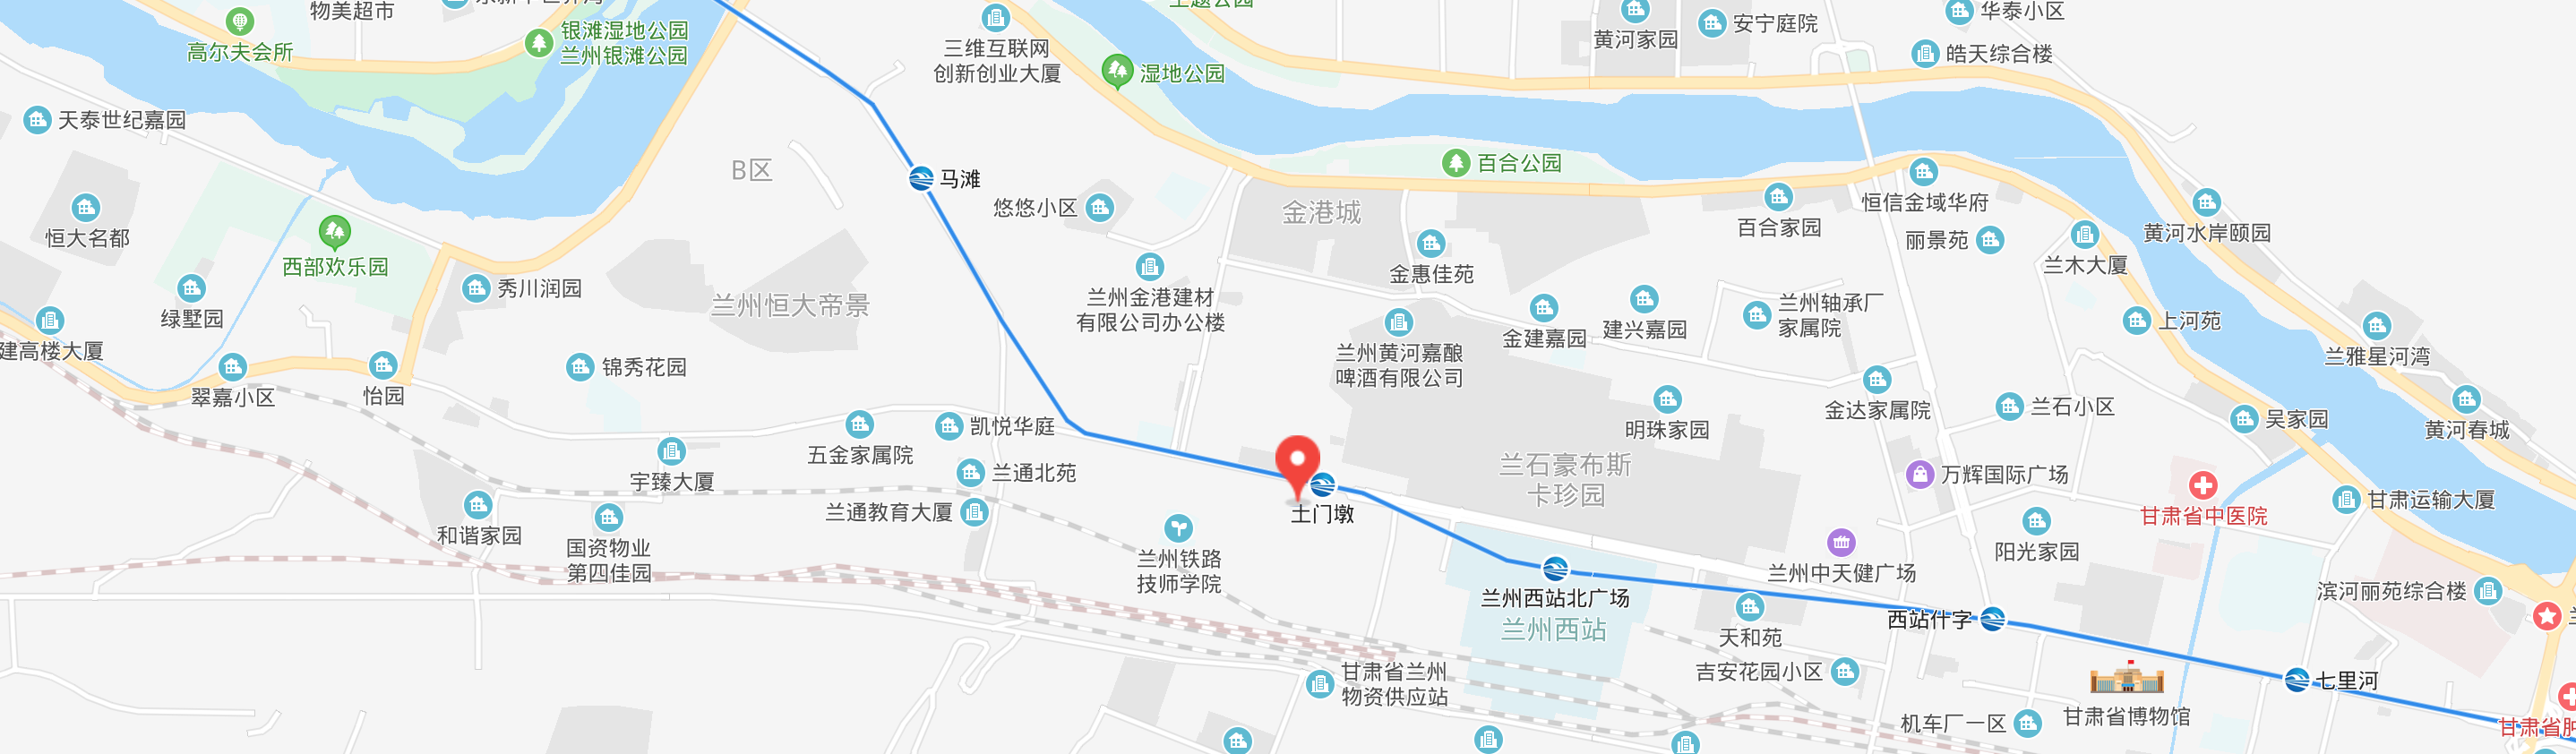 物美超市
高尔夫会所
银滩湿地公园
兰州银滩公园
三维互联网
创新创业大厦
湿地公园
黄河家园
安宁庭院
华泰小区
皓天综合楼
天泰世纪嘉园
B区
马滩
百合公园
恒大名都
西部欢乐园
悠悠小区
金港城
百合家园
恒信金域华府
丽景苑
黄河水岸颐园
兰木大厦
绿墅园
秀川润园
兰州恒大帝景
兰州金港建材
有限公司办公楼
金惠佳苑
金建嘉园
建兴嘉园
兰州轴承厂
家属院
上河苑
建高楼大厦
翠嘉小区
怡园
锦秀花园
兰州黄河嘉酿
啤酒有限公司
兰雅星河湾
五金家属院
凯悦华庭
明珠家园
金达家属院
兰石小区
吴家园
黄河春城
宇臻大厦
兰通北苑
兰石豪布斯
卡珍园
万辉国际广场
和谐家园
国资物业
第四佳园
兰通教育大厦
土门墩
甘肃省中医院
甘肃运输大厦
兰州铁路
技师学院
兰州中天健广场
阳光家园
兰州西站北广场
兰州西站
西站什字
滨河丽苑综合楼
天和苑
甘肃省兰州
物资供应站
吉安花园小区
七里河
机车厂一区
甘肃省博物馆